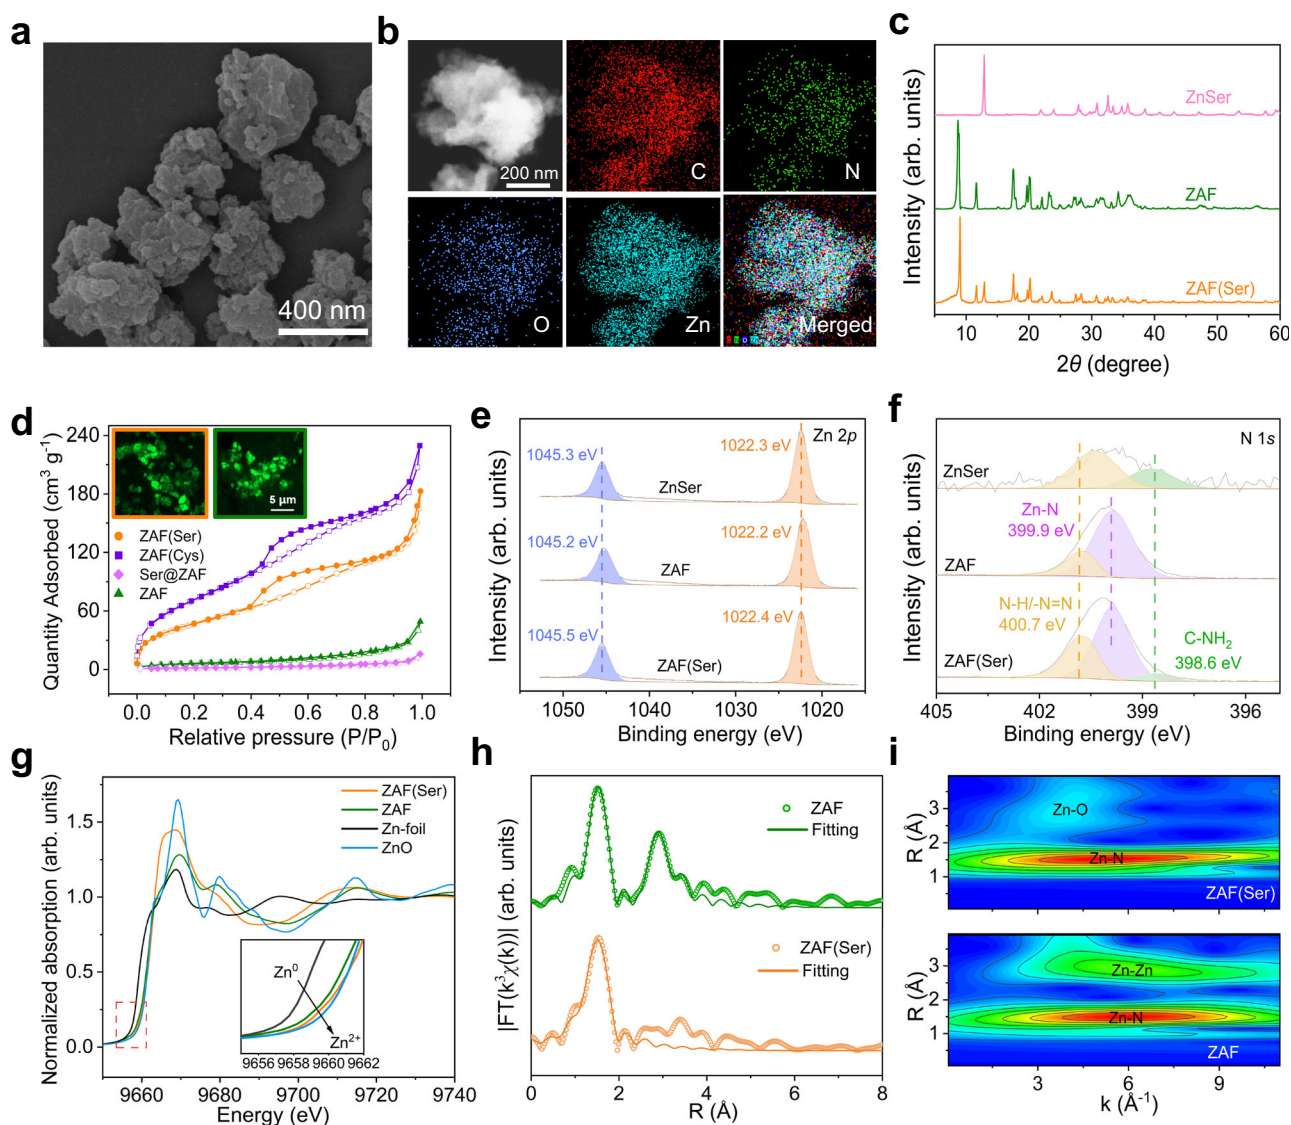 a
400 nm
b
200 nm
C
N
O
Zn
Merged
c
Intensity (arb. units)
ZnSer
ZAF
ZAF(Ser)
10 20 30 40 50 60
2θ (degree)
d
Quantity Adsorbed (cm³ g⁻¹)
240
180
120
60
0
5 µm
ZAF(Ser)
ZAF(Cys)
Ser@ZAF
ZAF
0.0 0.2 0.4 0.6 0.8 1.0
Relative pressure (P/P₀)
e
Intensity (arb. units)
Zn 2p
1045.3 eV
1022.3 eV
ZnSer
1045.2 eV
1022.2 eV
ZAF
1045.5 eV
1022.4 eV
ZAF(Ser)
1050 1040 1030 1020
Binding energy (eV)
f
Intensity (arb. units)
N 1s
ZnSer
Zn-N
399.9 eV
ZAF
N-H/-N=N
400.7 eV
C-NH₂
398.6 eV
ZAF(Ser)
405 402 399 396
Binding energy (eV)
g
Normalized absorption (arb. units)
1.5
1.0
0.5
0.0
ZAF(Ser)
ZAF
Zn-foil
ZnO
Zn⁰
Zn²⁺
9656 9658 9660 9662
9660 9680 9700 9720 9740
Energy (eV)
h
|FT(k³χ(k))| (arb. units)
ZAF
Fitting
ZAF(Ser)
Fitting
0 2 4 6 8
R (Å)
i
R (Å)
3
2
1
Zn-O
Zn-N
ZAF(Ser)
3 6 9
R (Å)
3
2
1
Zn-Zn
Zn-N
ZAF
3 6 9
k (Å⁻¹)